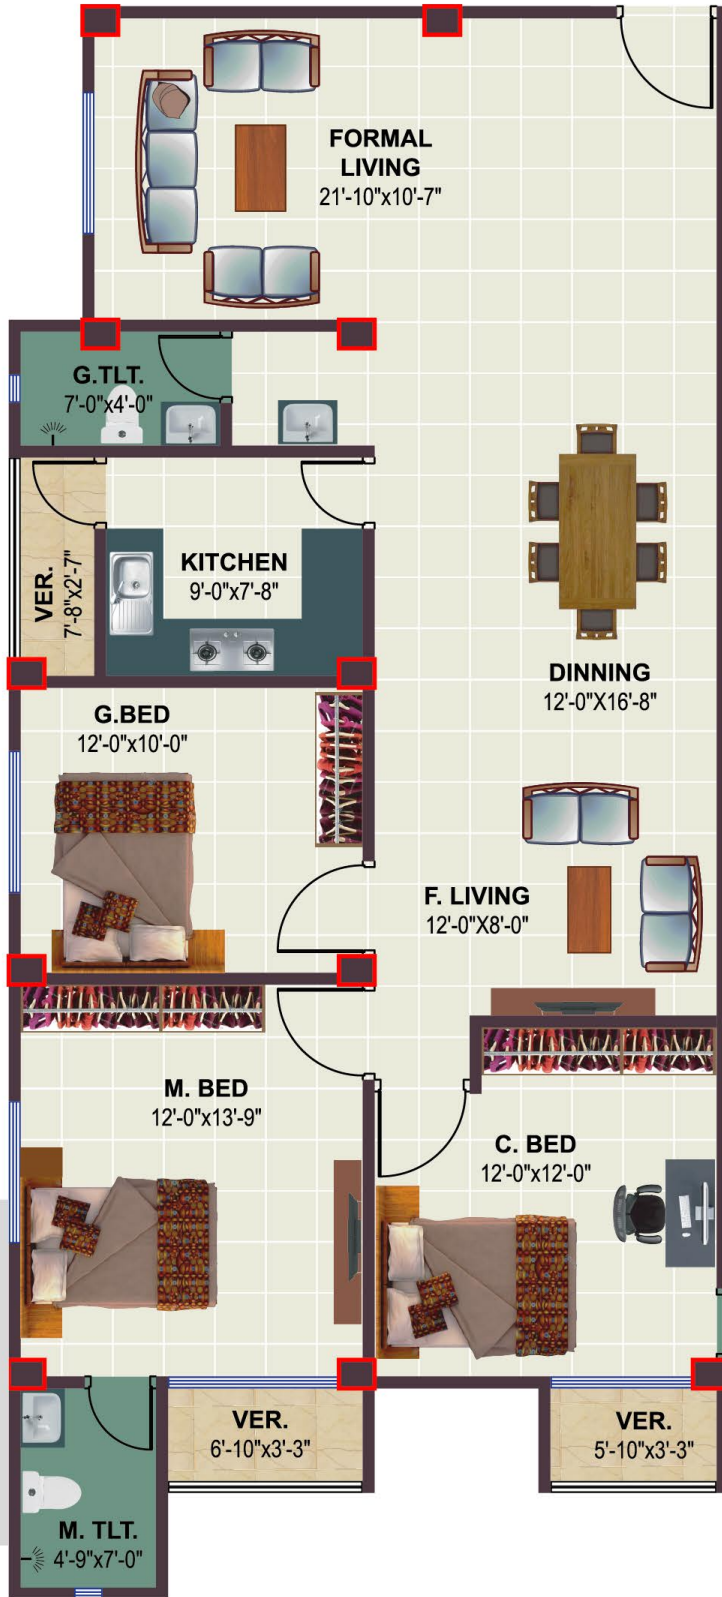 FORMAL
LIVING
21'-10"x10'-7"
G.TLT.
7'-0"x4'-0"
KITCHEN
9'-0"x7'-8"
VER.
7'-8"x2'-7"
DINNING
12'-0"X16'-8"
G.BED
12'-0"x10'-0"
F. LIVING
12'-0"X8'-0"
M. BED
12'-0"x13'-9"
C. BED
12'-0"x12'-0"
VER.
6'-10"x3'-3"
VER.
5'-10"x3'-3"
M. TLT.
4'-9"x7'-0"